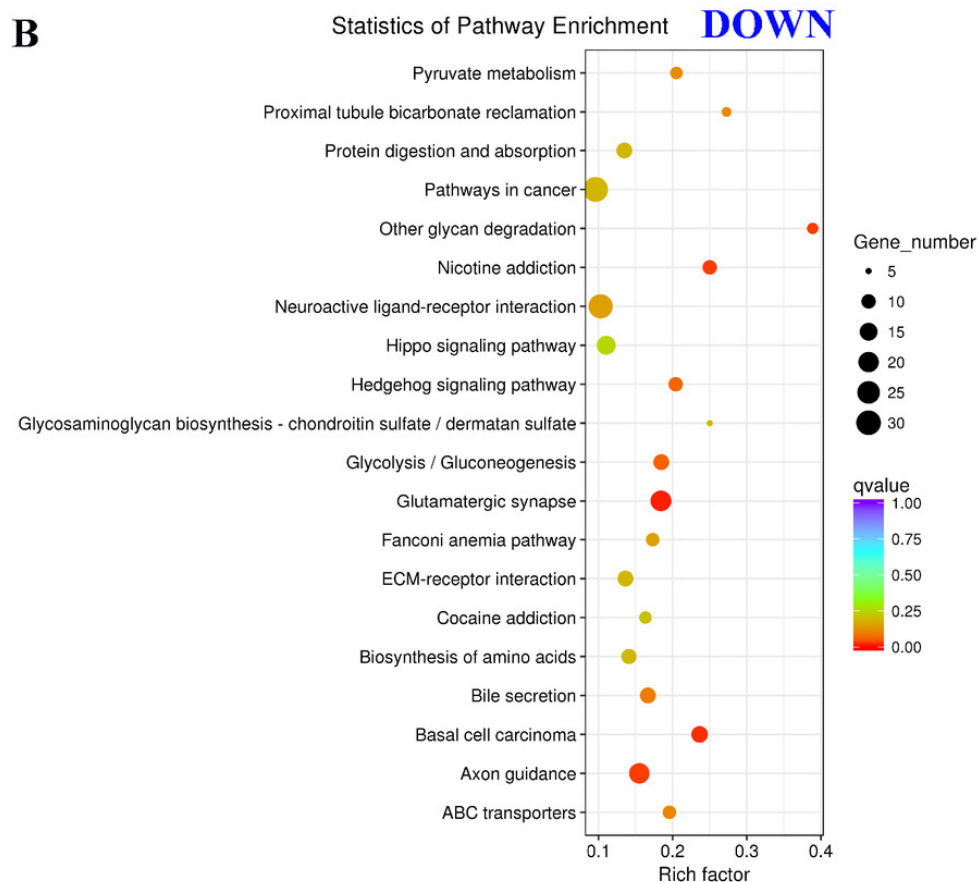 B
Statistics of Pathway Enrichment DOWN
Pyruvate metabolism
Proximal tubule bicarbonate reclamation
Protein digestion and absorption
Pathways in cancer
Other glycan degradation
Nicotine addiction
Neuroactive ligand-receptor interaction
Hippo signaling pathway
Hedgehog signaling pathway
Glycosaminoglycan biosynthesis - chondroitin sulfate / dermatan sulfate
Glycolysis / Gluconeogenesis
Glutamatergic synapse
Fanconi anemia pathway
ECM-receptor interaction
Cocaine addiction
Biosynthesis of amino acids
Bile secretion
Basal cell carcinoma
Axon guidance
ABC transporters
0.1 0.2 0.3 0.4
Rich factor
Gene_number
5
10
15
20
25
30
qvalue
1.00
0.75
0.50
0.25
0.00